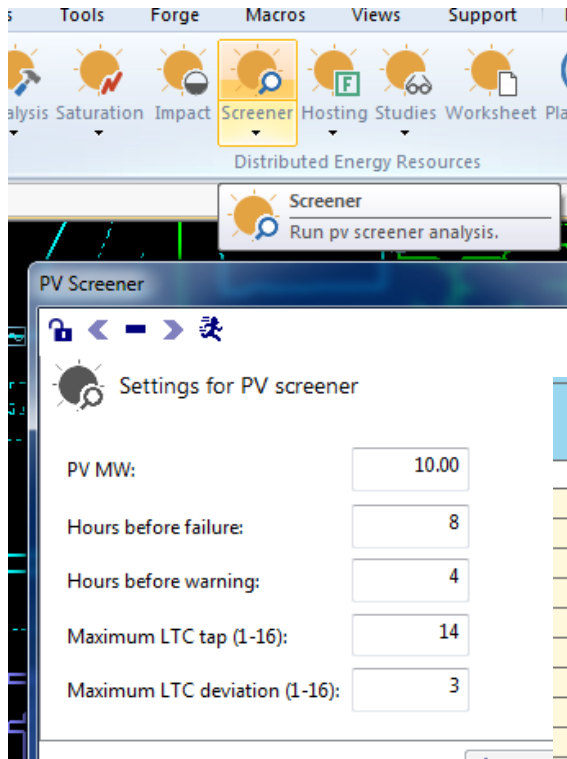 Tools Forge Macros Views Support
alysis Saturation Impact Screener Hosting Studies Worksheet Pla
Distributed Energy Resources
Screener
Run pv screener analysis.
PV Screener
Settings for PV screener
PV MW: 10.00
Hours before failure: 8
Hours before warning: 4
Maximum LTC tap (1-16): 14
Maximum LTC deviation (1-16): 3